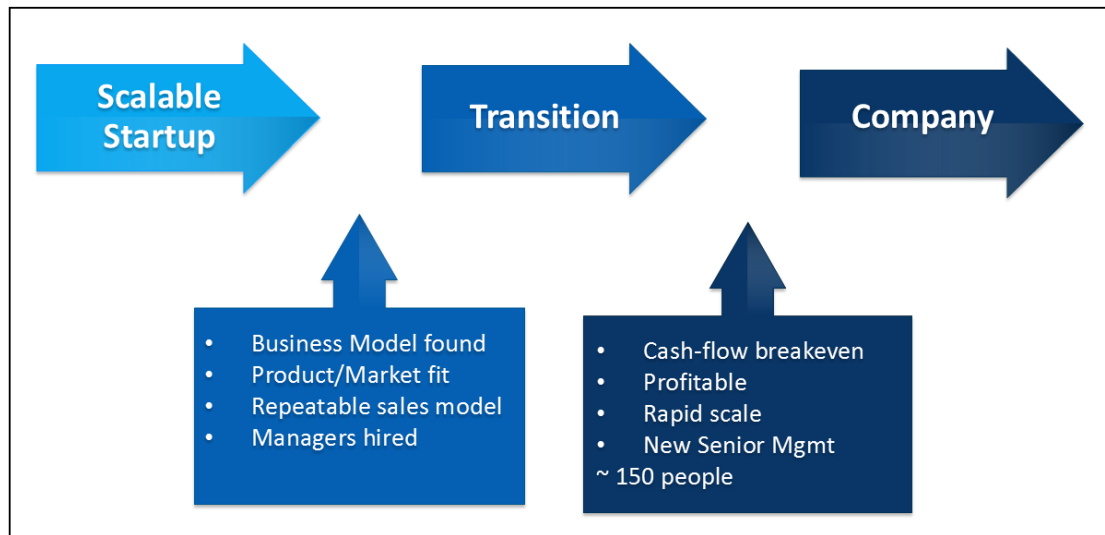 Scalable
Startup
Transition
Company
• Business Model found
• Product/Market fit
• Repeatable sales model
• Managers hired
• Cash-flow breakeven
• Profitable
• Rapid scale
• New Senior Mgmt
~ 150 people